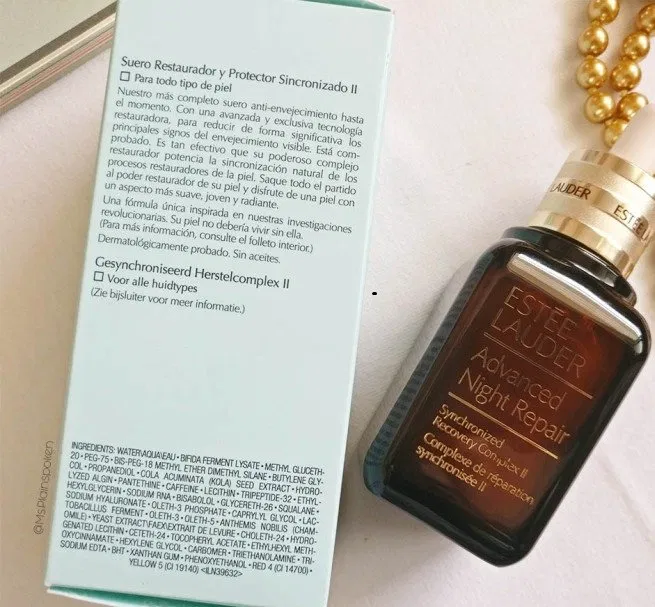 Suero Restaurador y Protector Sincronizado II
☐ Para todo tipo de piel
Nuestro más completo suero anti-envejecimiento hasta
el momento. Con una avanzada y exclusiva tecnología
restauradora, para reducir de forma significativa los
principales signos del envejecimiento visible. Está com-
probado. Es tan efectivo que su poderoso complejo
restaurador potencia la sincronización natural de los
procesos restauradores de la piel. Saque todo el partido
al poder restaurador de su piel y disfrute de una piel con
un aspecto más suave, joven y radiante.
Una fórmula única inspirada en nuestras investigaciones
revolucionarias. Su piel no debería vivir sin ella.
(Para más información, consulte el folleto interior.)
Dermatológicamente probado. Sin aceites.
Gesynchroniseerd Herstelcomplex II
☐ Voor alle huidtypes
(Zie bijsluiter voor meer informatie.)
INGREDIENTS: WATER\AQUA\EAU • BIFIDA FERMENT LYSATE • METHYL GLUCETH-
20 • PEG-75 • BIS-PEG-18 METHYL ETHER DIMETHYL SILANE • BUTYLENE GLY-
COL • PROPANEDIOL • COLA ACUMINATA (KOLA) SEED EXTRACT • HYDRO-
LYZED ALGIN • PANTETHINE • CAFFEINE • LECITHIN • TRIPEPTIDE-32 • ETHYL-
HEXYLGLYCERIN • SODIUM RNA • BISABOLOL • GLYCERETH-26 • SQUALANE •
SODIUM HYALURONATE • OLETH-3 PHOSPHATE • CAPRYLYL GLYCOL • LAC-
TOBACILLUS FERMENT • OLETH-3 • OLETH-5 • ANTHEMIS NOBILIS (CHAM-
OMILE) • YEAST EXTRACT\FAEX\EXTRAIT DE LEVURE • CHOLETH-24 • HYDRO-
GENATED LECITHIN • CETETH-24 • TOCOPHERYL ACETATE • ETHYLHEXYL METH-
OXYCINNAMATE • HEXYLENE GLYCOL • CARBOMER • TRIETHANOLAMINE • TRI-
SODIUM EDTA • BHT • XANTHAN GUM • PHENOXYETHANOL • RED 4 (CI 14700) •
YELLOW 5 (CI 19140) <ILN39632>
©MsPlainspoken
LAUDER ESTĒE LA
ESTĒE
LAUDER
Advanced
Night Repair
Synchronized
Recovery Complex II
Complexe de réparation
synchronisée II